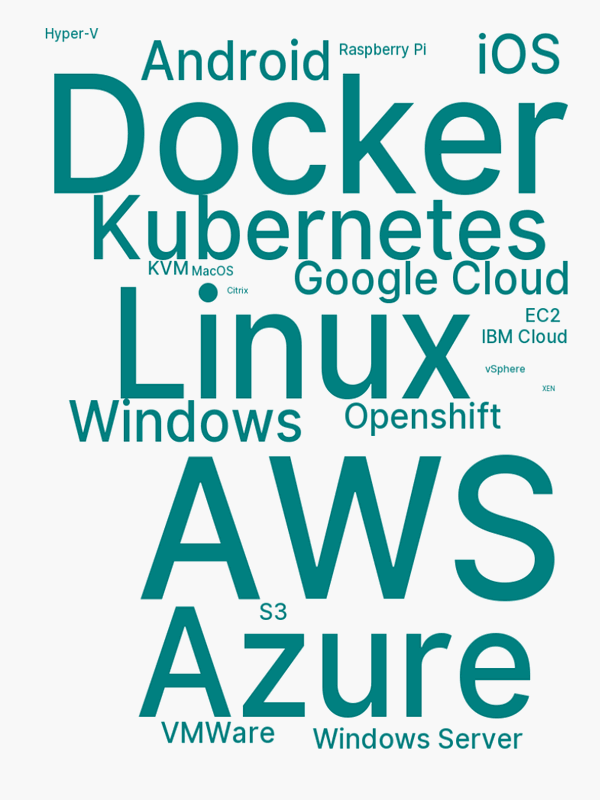 Hyper-V
Android
Raspberry Pi
iOS
Docker
Kubernetes
KVM
MacOS
Google Cloud
Citrix
Linux
EC2
IBM Cloud
vSphere
XEN
Windows
Openshift
AWS
S3
Azure
VMWare
Windows Server